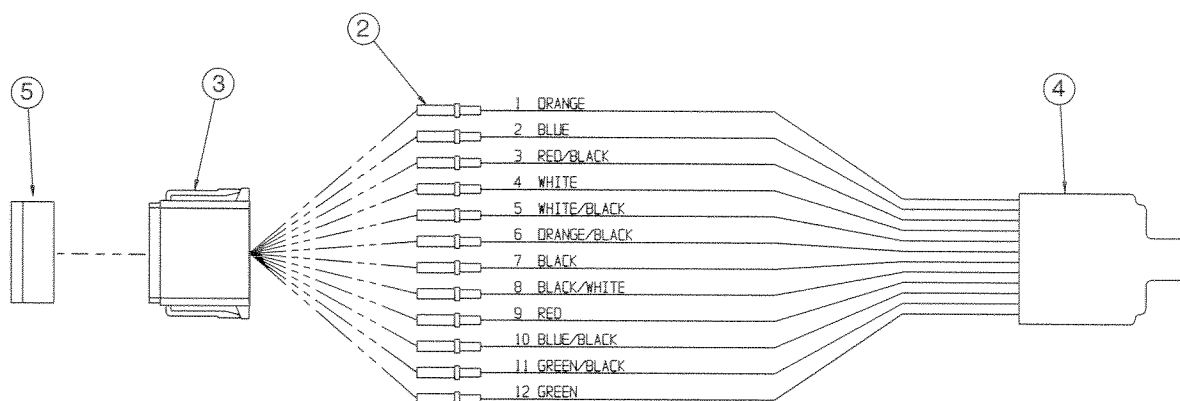 2
5
3
4
1 ORANGE
2 BLUE
3 RED/BLACK
4 WHITE
5 WHITE/BLACK
6 ORANGE/BLACK
7 BLACK
8 BLACK/WHITE
9 RED
10 BLUE/BLACK
11 GREEN/BLACK
12 GREEN